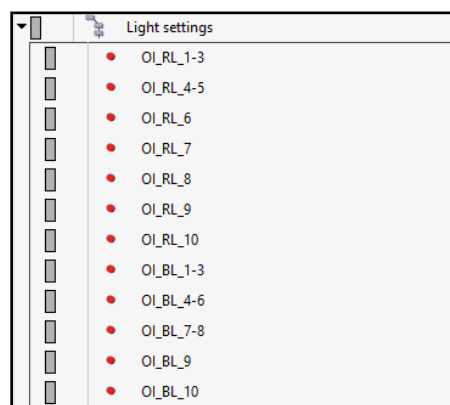 Light settings
OI_RL_1-3
OI_RL_4-5
OI_RL_6
OI_RL_7
OI_RL_8
OI_RL_9
OI_RL_10
OI_BL_1-3
OI_BL_4-6
OI_BL_7-8
OI_BL_9
OI_BL_10